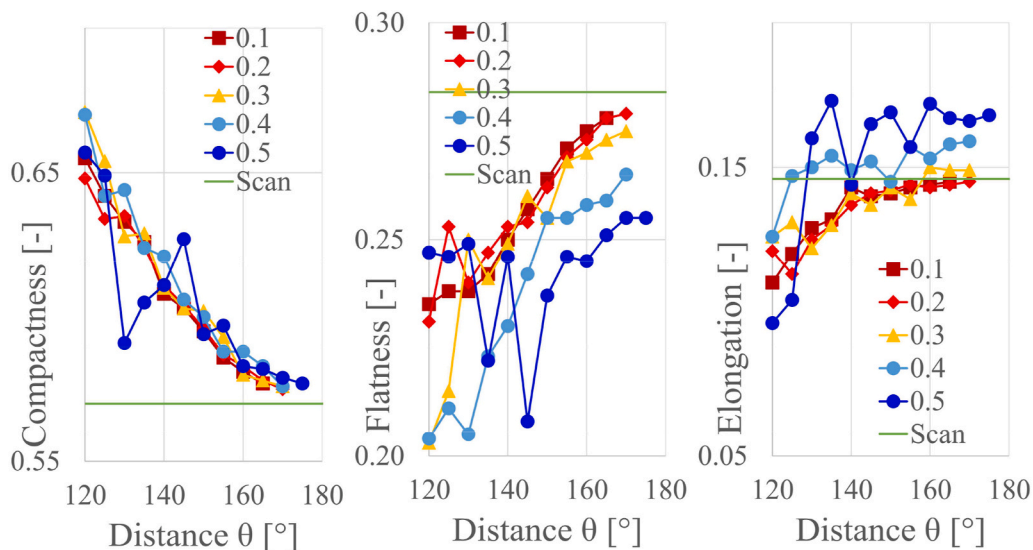 Compactness [-]
0.65
0.55
0.1
0.2
0.3
0.4
0.5
Scan
120 140 160 180
Distance θ [°]
Flatness [-]
0.30
0.25
0.20
0.1
0.2
0.3
0.4
0.5
Scan
120 140 160 180
Distance θ [°]
Elongation [-]
0.15
0.05
0.1
0.2
0.3
0.4
0.5
Scan
120 140 160 180
Distance θ [°]